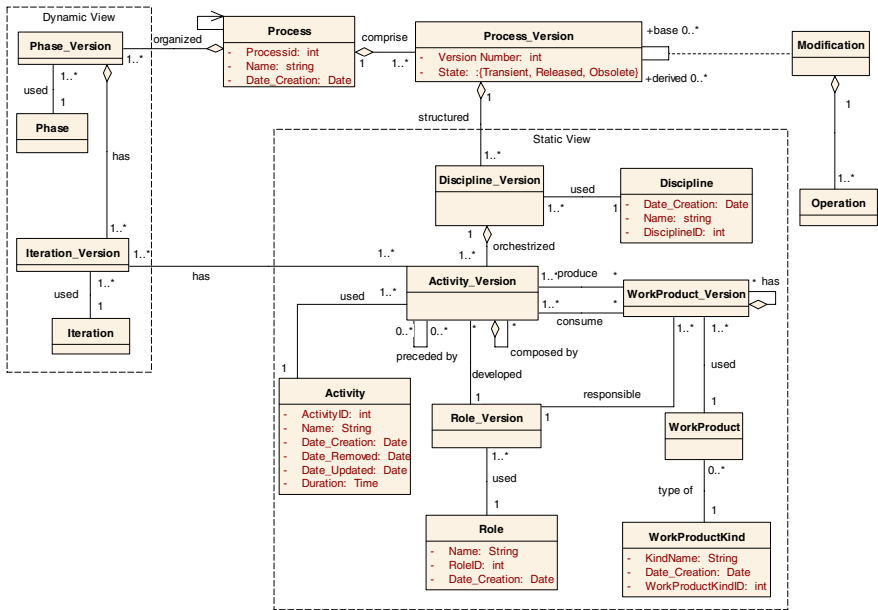 Dynamic View
Phase_Version
1..*
1..*
used
1
Phase
has
1..*
Iteration_Version
1..*
1..*
used
1
Iteration
organized
Process
- Processid: int
- Name: string
- Date_Creation: Date
comprise
1
1..*
Process_Version
- Version Number: int
- State: :{Transient, Released, Obsolete}
+base 0..*
+derived 0..*
Modification
1
1..*
Operation
1
structured
1..*
Static View
Discipline_Version
used
1..*
1
Discipline
- Date_Creation: Date
- Name: string
- DisciplineID: int
1
orchestrized
1..*
1..*
has
Activity_Version
1..*
produce
*
1..*
consume
*
WorkProduct_Version
*
has
used
1..*
1
0..*
0..*
preceded by
*
*
composed by
developed
1
1..*
1..*
used
1
responsible
1
Activity
- ActivityID: int
- Name: String
- Date_Creation: Date
- Date_Removed: Date
- Date_Updated: Date
- Duration: Time
Role_Version
1..*
used
1
Role
- Name: String
- RoleID: int
- Date_Creation: Date
WorkProduct
0..*
type of
1
WorkProductKind
- KindName: String
- Date_Creation: Date
- WorkProductKindID: int